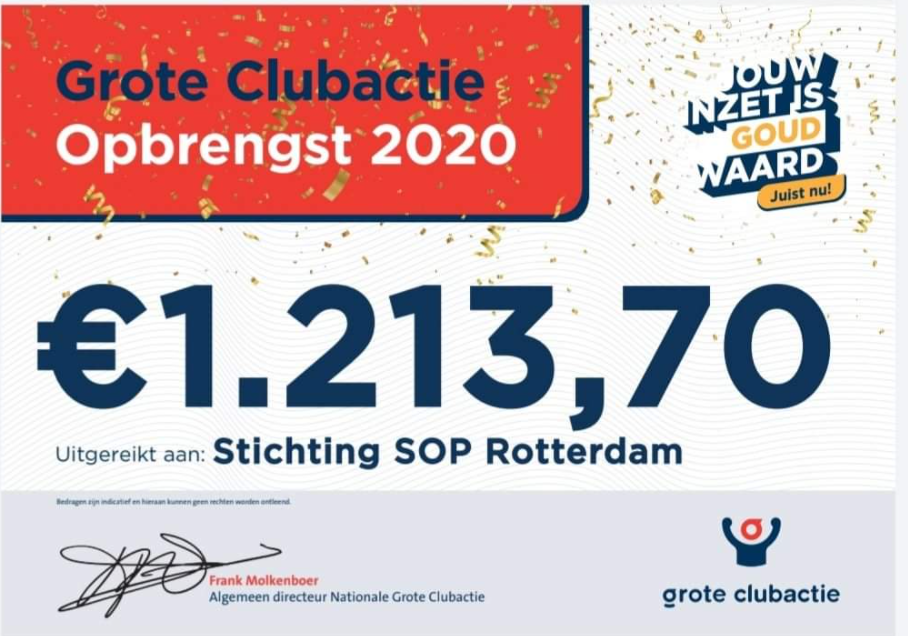 Grote Clubactie
Opbrengst 2020
JOUW
INZET IS
GOUD
WAARD
Juist nu!
€1.213,70
Uitgereikt aan: Stichting SOP Rotterdam
Bedragen zijn indicatief en hieraan kunnen geen rechten worden ontleend.
Frank Molkenboer
Algemeen directeur Nationale Grote Clubactie
grote clubactie